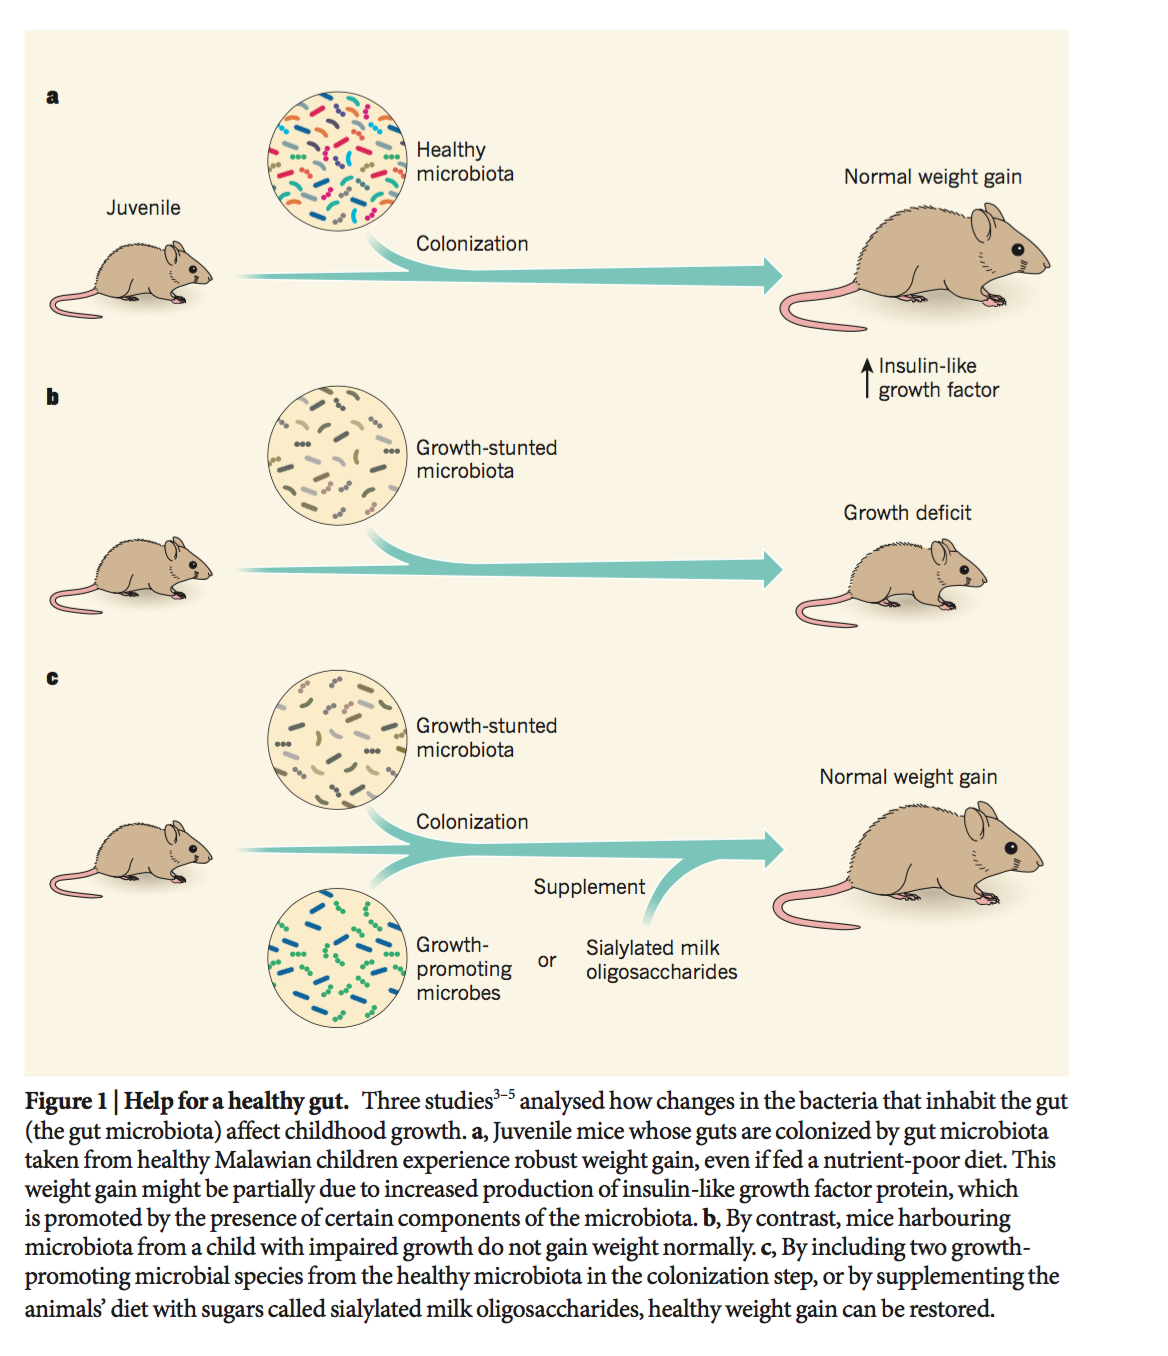 a
Healthy
microbiota
Normal weight gain
Juvenile
Colonization
Insulin-like
growth factor
b
Growth-stunted
microbiota
Growth deficit
c
Growth-stunted
microbiota
Normal weight gain
Colonization
Supplement
Growth-
promoting
microbes
or
Sialylated milk
oligosaccharides
Figure 1 | Help for a healthy gut. Three studies3–5 analysed how changes in the bacteria that inhabit the gut
(the gut microbiota) affect childhood growth. a, Juvenile mice whose guts are colonized by gut microbiota
taken from healthy Malawian children experience robust weight gain, even if fed a nutrient-poor diet. This
weight gain might be partially due to increased production of insulin-like growth factor protein, which
is promoted by the presence of certain components of the microbiota. b, By contrast, mice harbouring
microbiota from a child with impaired growth do not gain weight normally. c, By including two growth-
promoting microbial species from the healthy microbiota in the colonization step, or by supplementing the
animals’ diet with sugars called sialylated milk oligosaccharides, healthy weight gain can be restored.